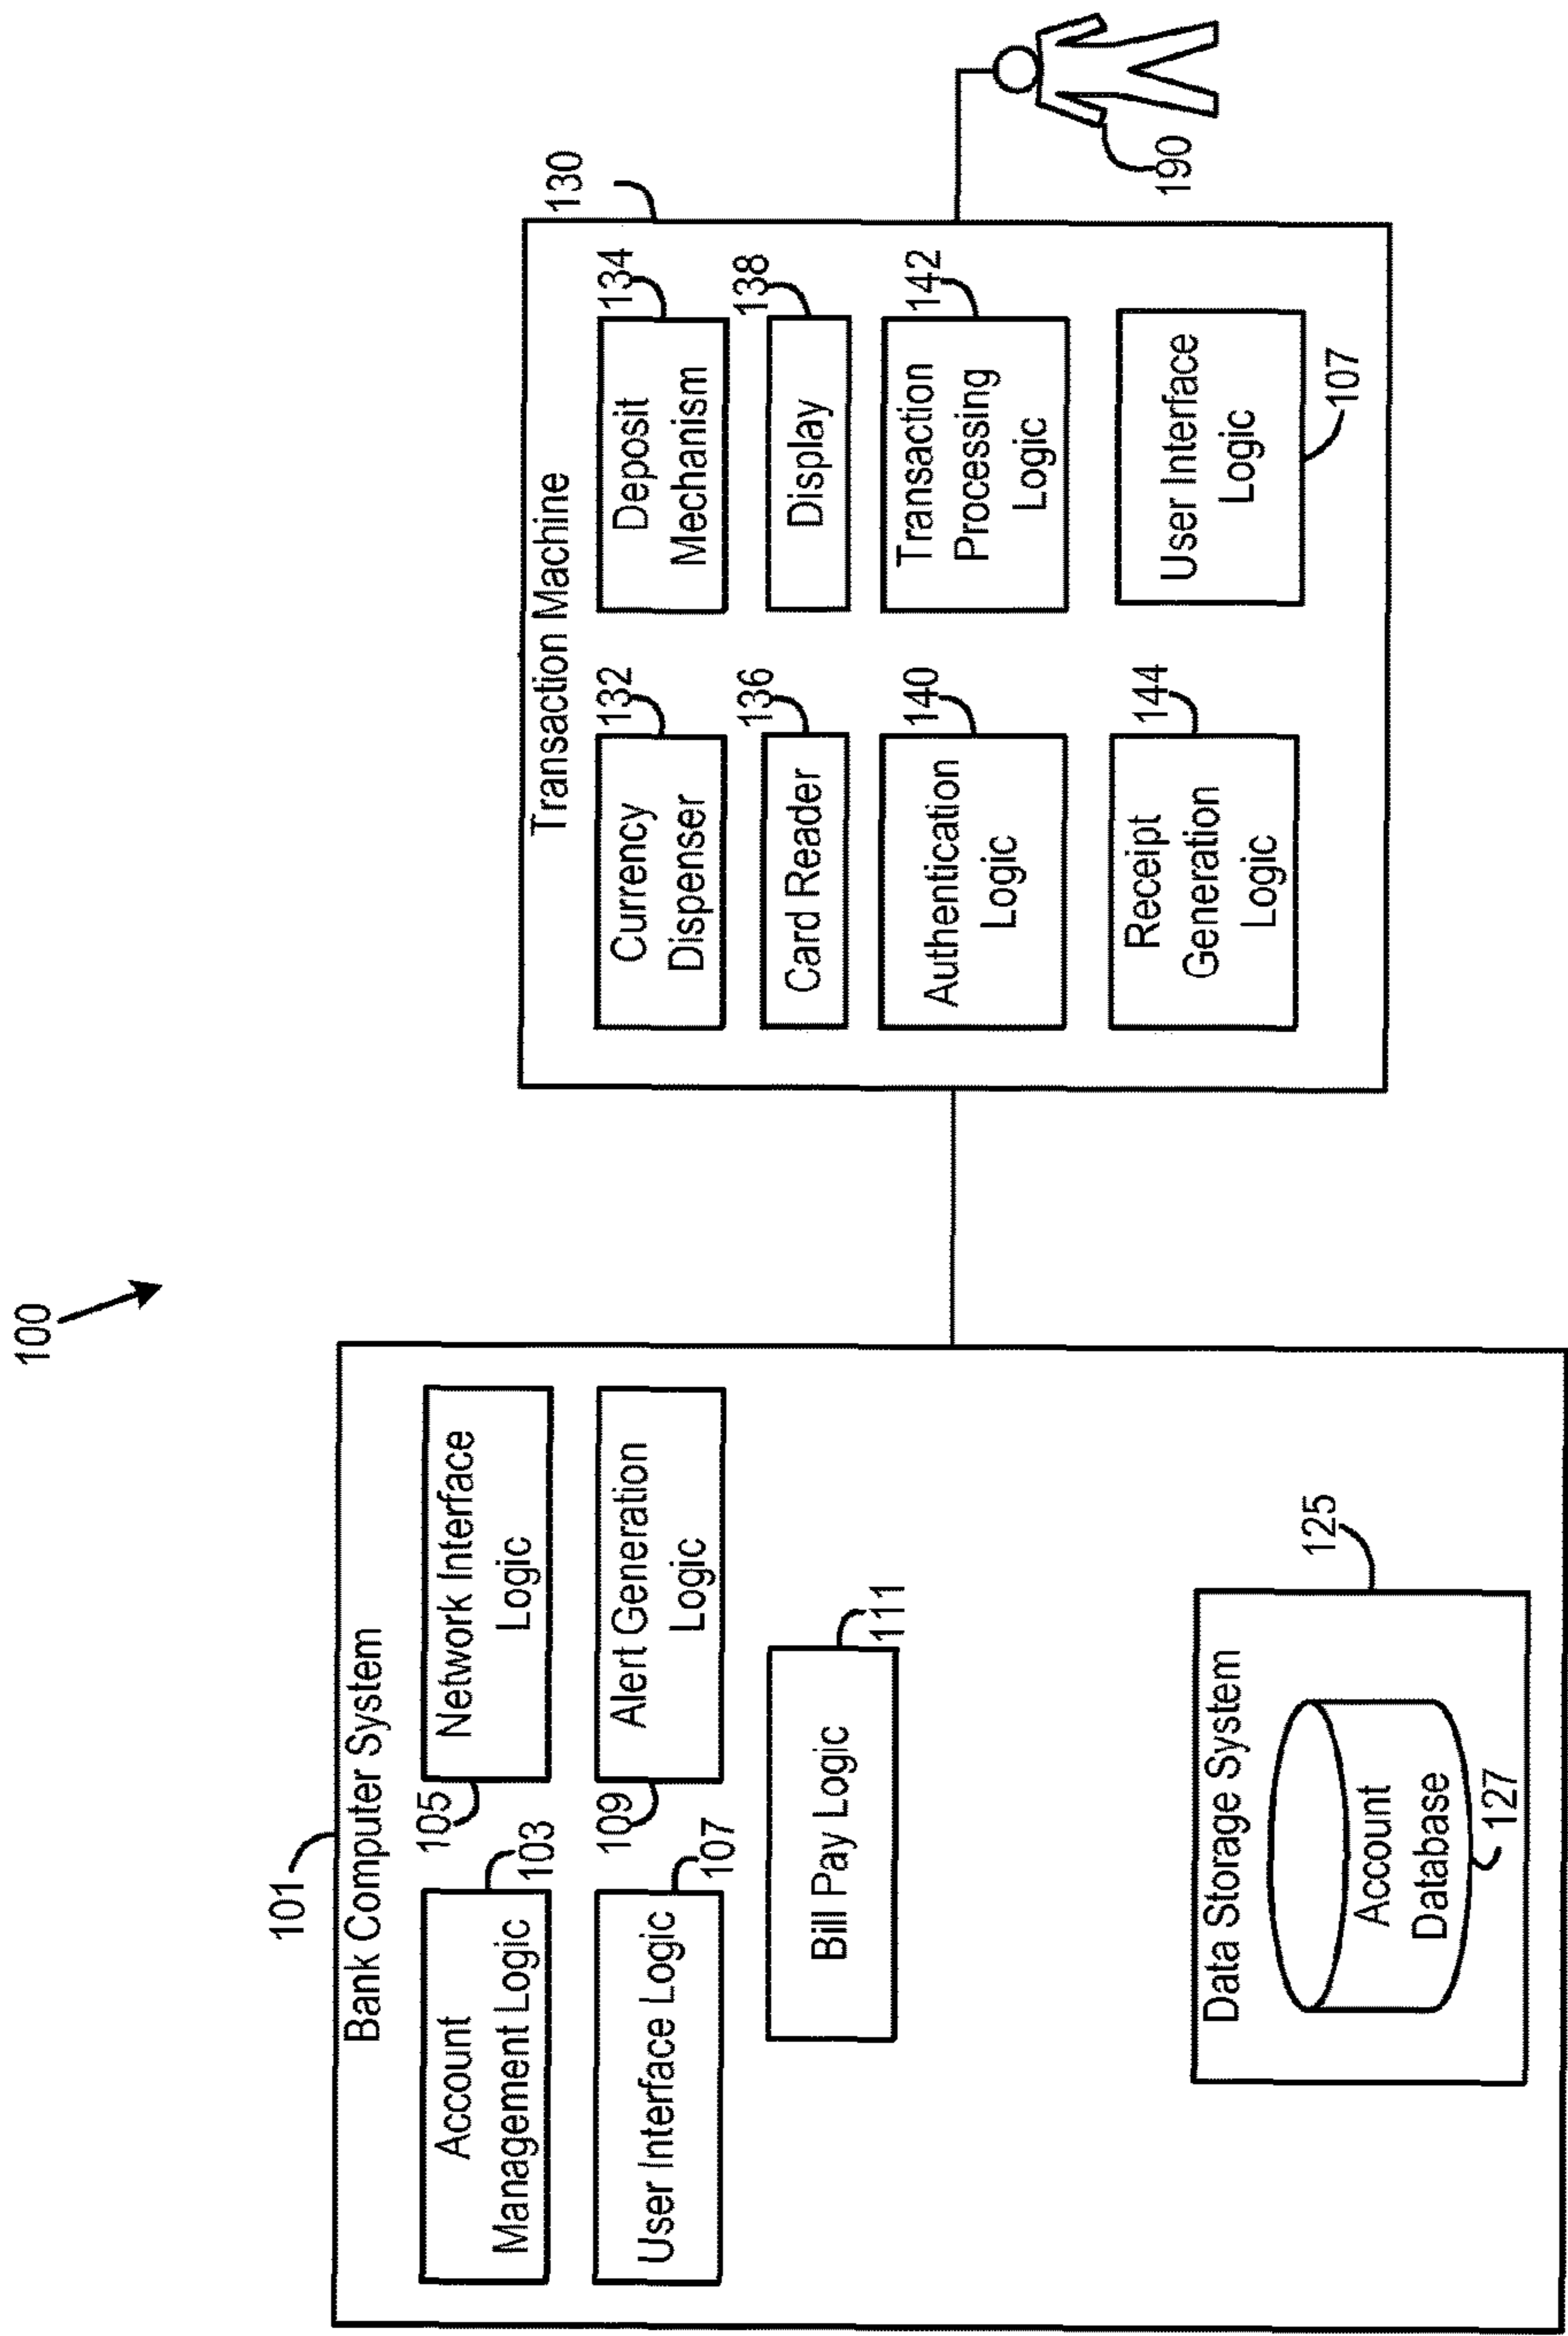 100
101
Bank Computer System
Account
Management Logic
103
105
Network Interface
Logic
User Interface Logic
107
109
Alert Generation
Logic
Bill Pay Logic
111
Data Storage System
125
Account
Database
127
Transaction Machine
130
Currency
Dispenser
132
Deposit
Mechanism
134
Card Reader
136
Display
138
Authentication
Logic
140
Transaction
Processing
Logic
142
Receipt
Generation
Logic
144
User Interface
Logic
107
190